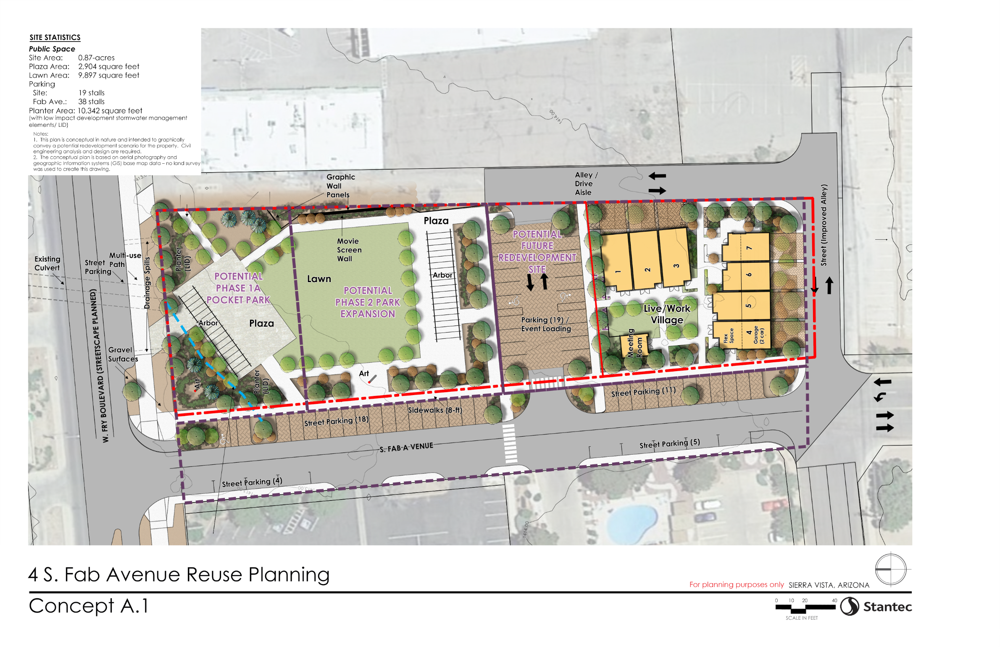 SITE STATISTICS
Public Space
Site Area: 0.87-acres
Plaza Area: 2,904 square feet
Lawn Area: 9,897 square feet
Parking
Site: 19 stalls
Fab Ave.: 38 stalls
Planter Area: 10,342 square feet
(with low impact development stormwater management
elements/ LID)
Notes:
1. This plan is conceptual in nature and intended to graphically
convey a potential redevelopment scenario for the property. Civil
engineering analysis and design are required.
2. The conceptual plan is based on aerial photography and
geographic Information systems (GIS) base map data – no land survey
was used to create this drawing.
1413.0
1414.00
Graphic
Wall
Panels
Alley /
Drive
Aisle
Street (Improved Alley)
Existing
Culvert
Street
Parking
Multi-use
Path
Drainage Spills
Planter
(LID)
Movie
Screen
Wall
Plaza
Lawn
Arbor
POTENTIAL
PHASE 1A
POCKET PARK
POTENTIAL
PHASE 2 PARK
EXPANSION
POTENTIAL
FUTURE
REDEVELOPMENT
SITE
Parking (19) /
Event Loading
1
2
3
7
6
5
4
Garage
(2 car)
Flex
Space
Live/Work
Village
Meeting
Room
Arbor
Plaza
Gravel
Surfaces
Art
Planter
(LID)
Art
W. FRY BOULEVARD (STREETSCAPE PLANNED)
Sidewalks (8-ft)
Street Parking (18)
Street Parking (11)
S. FAB A VENUE
Street Parking (5)
Street Parking (4)
1413.00
1413.00
1414.00
4 S. Fab Avenue Reuse Planning
For planning purposes only SIERRA VISTA, ARIZONA
Concept A.1
0 10 20 40
SCALE IN FEET
Stantec